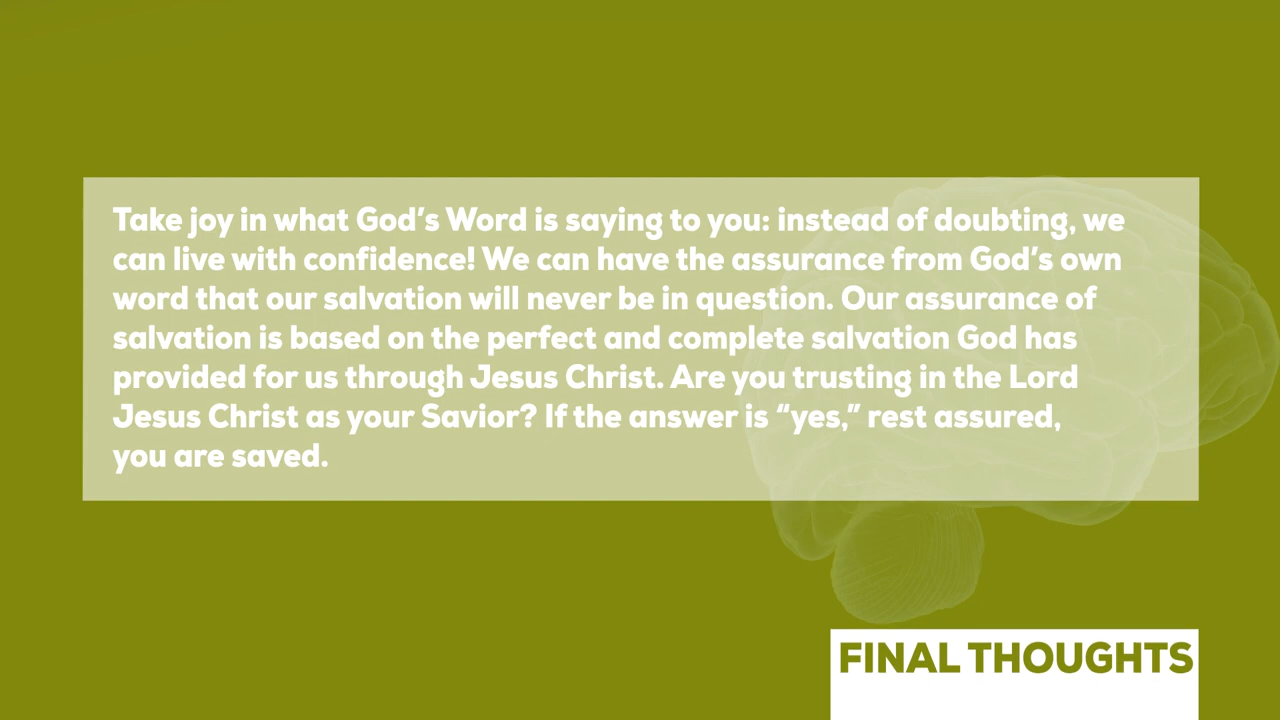 Take joy in what God’s Word is saying to you: instead of doubting, we
can live with confidence! We can have the assurance from God’s own
word that our salvation will never be in question. Our assurance of
salvation is based on the perfect and complete salvation God has
provided for us through Jesus Christ. Are you trusting in the Lord
Jesus Christ as your Savior? If the answer is “yes,” rest assured,
you are saved.
FINAL THOUGHTS